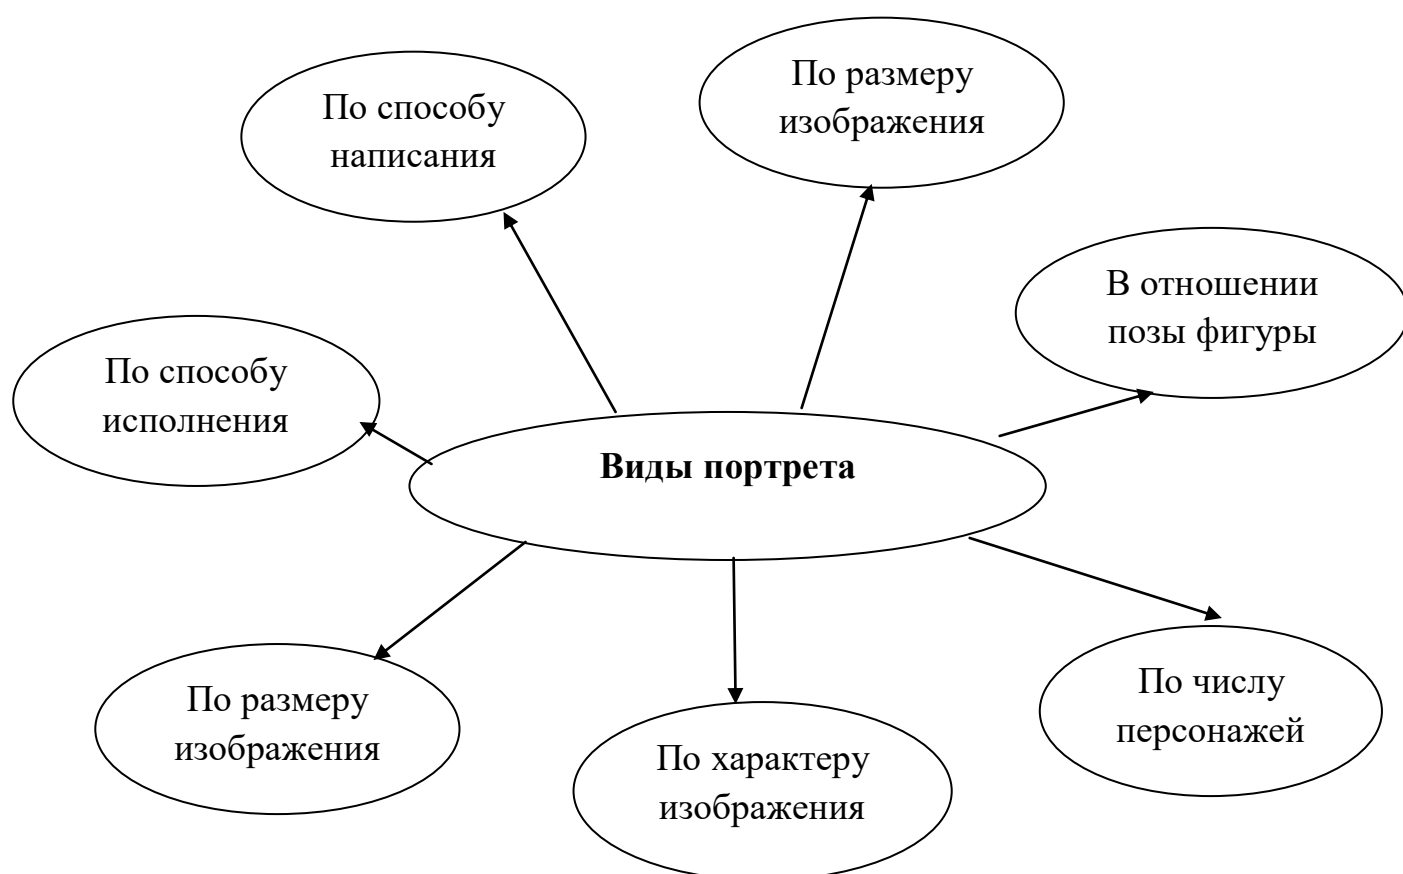 По размеру
изображения
По способу
написания
В отношении
позы фигуры
По способу
исполнения
Виды портрета
По числу
персонажей
По размеру
изображения
По характеру
изображения